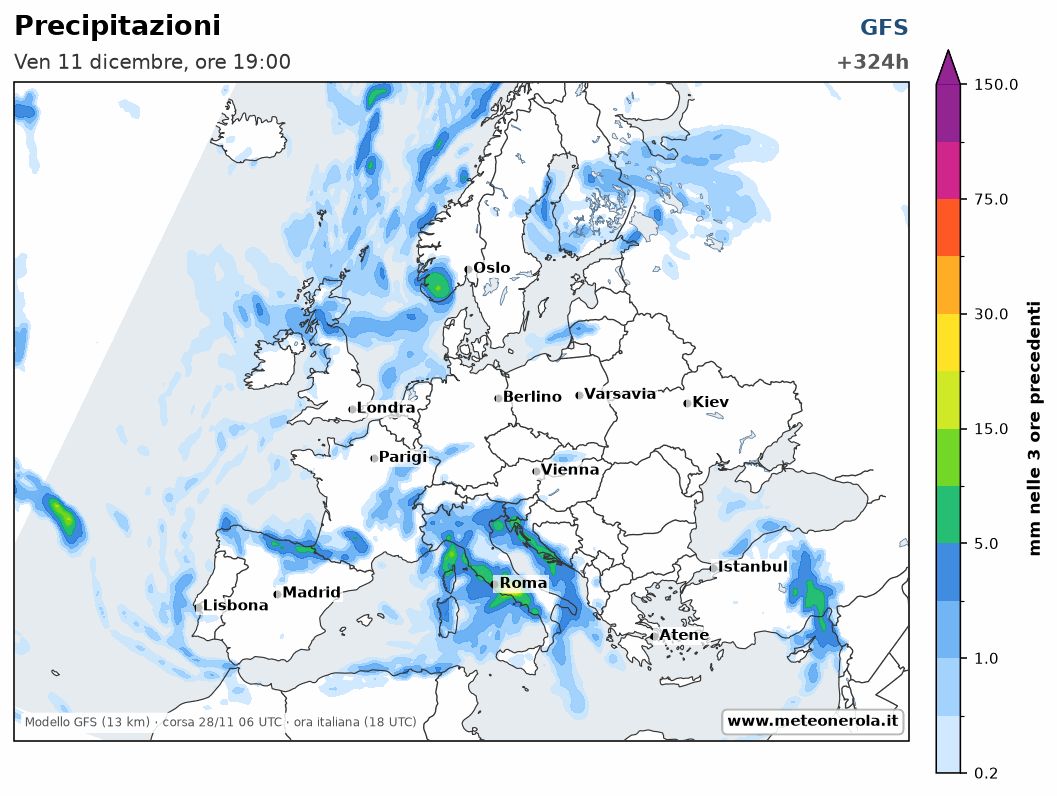 Precipitazioni
GFS
Ven 11 dicembre, ore 19:00
+324h
150.0
75.0
30.0
15.0
5.0
1.0
0.2
mm nelle 3 ore precedenti
Oslo
Berlino
Varsavia
Kiev
Londra
Parigi
Vienna
Istanbul
Roma
Madrid
Lisbona
Atene
Modello GFS (13 km) · corsa 28/11 06 UTC · ora italiana (18 UTC)
www.meteonerola.it